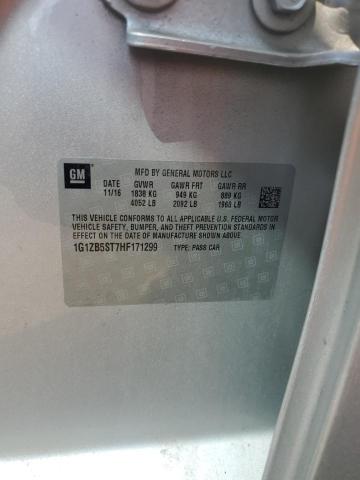 GM
MFD BY GENERAL MOTORS LLC
DATE GVWR GAWR FRT GAWR RR
11/16 1838 KG 949 KG 889 KG
4052 LB 2092 LB 1960 LB
THIS VEHICLE CONFORMS TO ALL APPLICABLE U.S. FEDERAL MOTOR
VEHICLE SAFETY, BUMPER, AND THEFT PREVENTION STANDARDS
IN EFFECT ON THE DATE OF MANUFACTURE SHOWN ABOVE.
1G1ZB5ST7HF171299 TYPE: PASS CAR